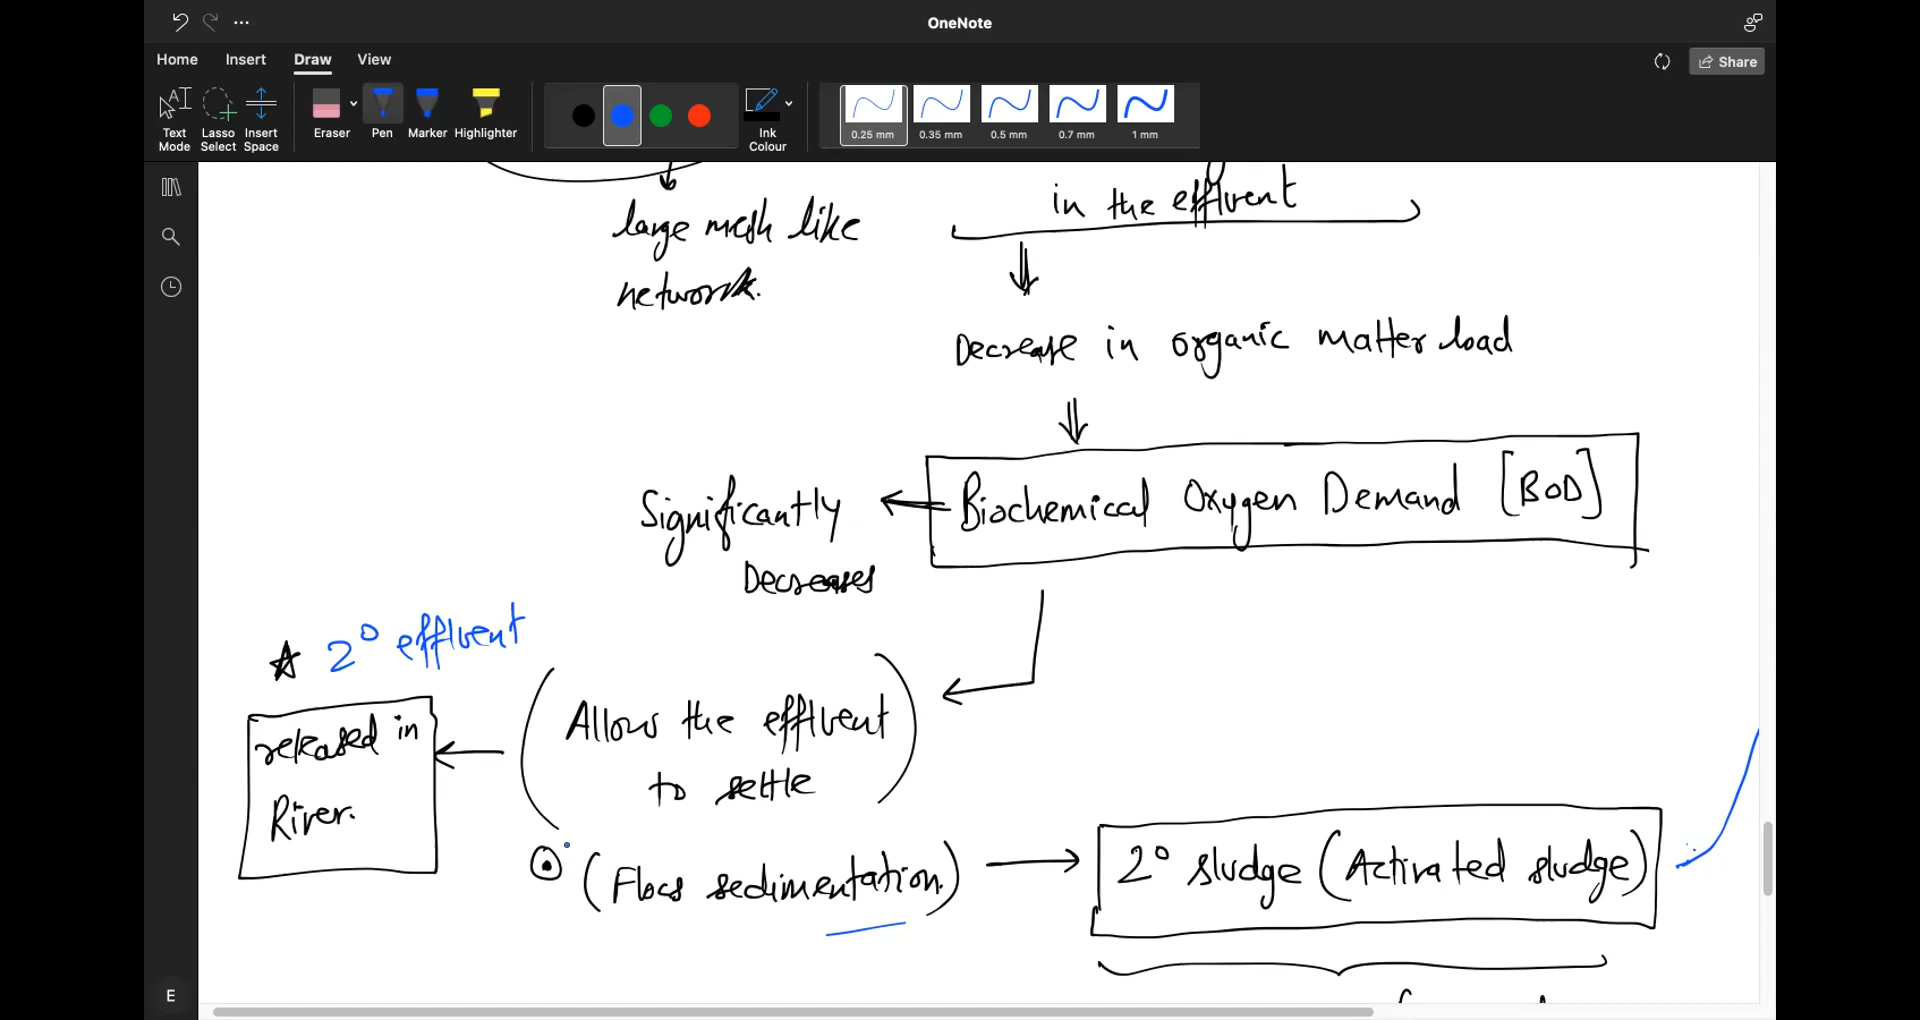 OneNote
Home Insert Draw View
Share
Text Mode
Lasso Select
Insert Space
Eraser
Pen
Marker
Highlighter
Ink Colour
0.25 mm
0.35 mm
0.5 mm
0.7 mm
1 mm
large mesh like
network.
in the effluent
Decrease in organic matter load
Biochemical Oxygen Demand [BOD]
Significantly
Decreases
2° effluent
released in
River.
Allows the effluent
to settle
(Flocs sedimentation.)
2° sludge (Activated sludge)
E